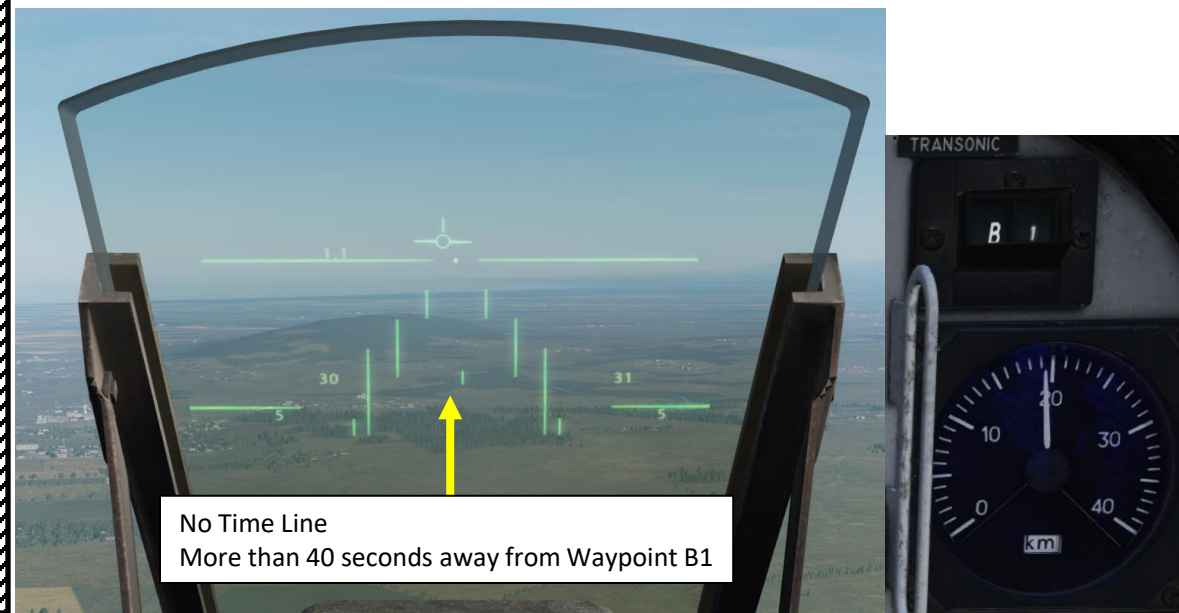 1.1
30 31
5 5
No Time Line
More than 40 seconds away from Waypoint B1
TRANSONIC
B 1
20
10 30
0 40
km